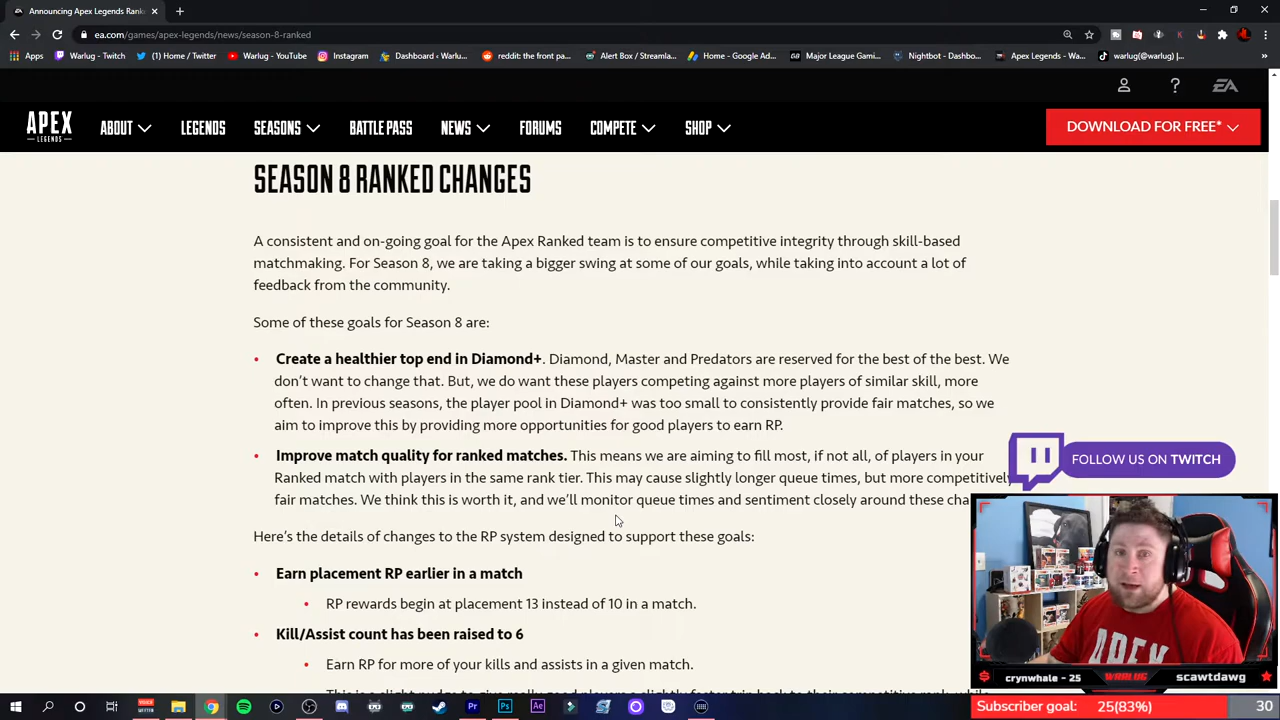 Announcing Apex Legends Rank
ea.com/games/apex-legends/news/season-8-ranked
Apps
Warlug - Twitch
(1) Home / Twitter
Warlug - YouTube
Instagram
Dashboard ‹ Warlu...
reddit: the front pa...
Alert Box / Streamla...
Home - Google Ad...
Major League Gami...
Nightbot - Dashbo...
Apex Legends - Wa...
warlug(@warlug) |...
EA
APEX
LEGENDS
ABOUT
LEGENDS
SEASONS
BATTLE PASS
NEWS
FORUMS
COMPETE
SHOP
DOWNLOAD FOR FREE*
SEASON 8 RANKED CHANGES
A consistent and on-going goal for the Apex Ranked team is to ensure competitive integrity through skill-based
matchmaking. For Season 8, we are taking a bigger swing at some of our goals, while taking into account a lot of
feedback from the community.
Some of these goals for Season 8 are:
• Create a healthier top end in Diamond+. Diamond, Master and Predators are reserved for the best of the best. We
don't want to change that. But, we do want these players competing against more players of similar skill, more
often. In previous seasons, the player pool in Diamond+ was too small to consistently provide fair matches, so we
aim to improve this by providing more opportunities for good players to earn RP.
• Improve match quality for ranked matches. This means we are aiming to fill most, if not all, of players in your
Ranked match with players in the same rank tier. This may cause slightly longer queue times, but more competitively
fair matches. We think this is worth it, and we'll monitor queue times and sentiment closely around these cha
Here's the details of changes to the RP system designed to support these goals:
• Earn placement RP earlier in a match
• RP rewards begin at placement 13 instead of 10 in a match.
• Kill/Assist count has been raised to 6
• Earn RP for more of your kills and assists in a given match.
FOLLOW US ON TWITCH
APEX
crynwhale - 25
WARLUG
scawtdawg
Subscriber goal:
25(83%)
30